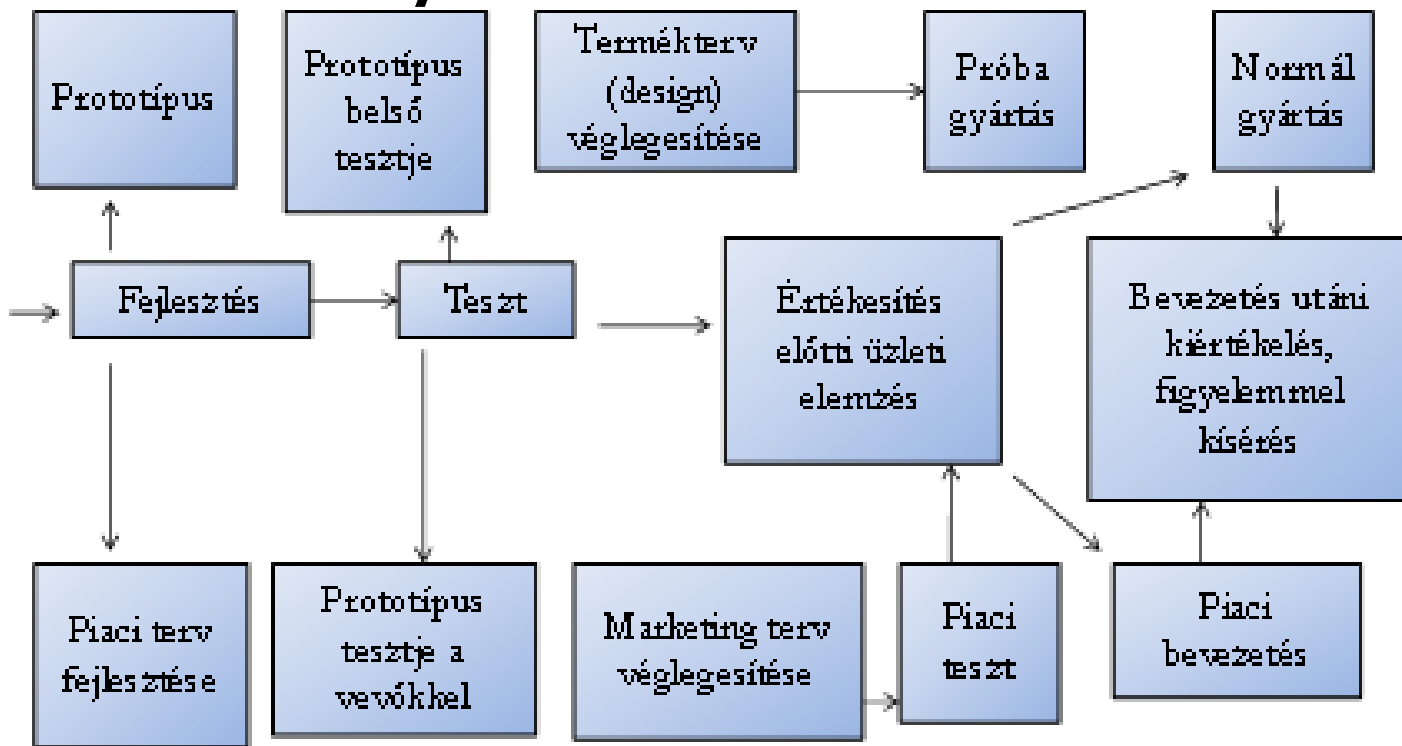 Prototípus
Prototípus
belső
tesztje
Termékterv
(design)
véglegesítése
Próba
gyártás
Normál
gyártás
Fejlesztés
Teszt
Értékesítés
előtti üzleti
elemzés
Bevezetés utáni
kiértékelés,
figyelemmel
kísérés
Piaci terv
fejlesztése
Prototípus
tesztje a
vevőkkel
Marketing terv
véglegesítése
Piaci
teszt
Piaci
bevezetés